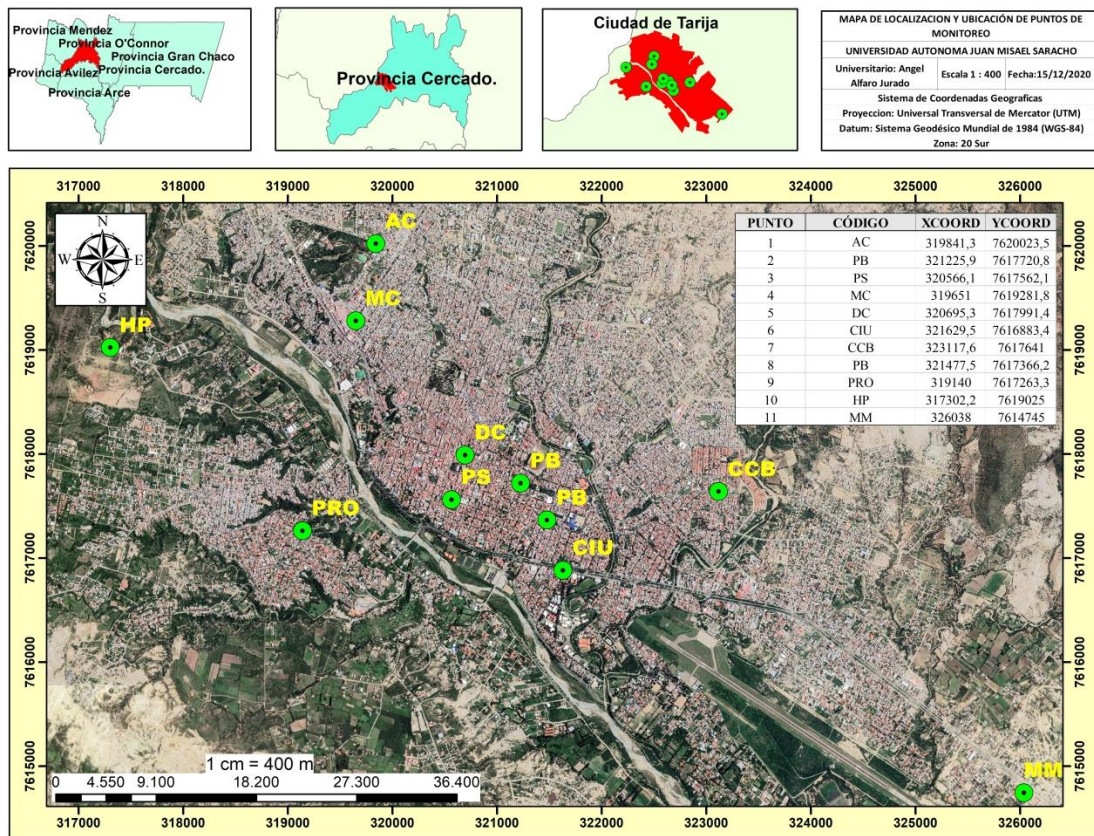 Provincia Mendez
Provincia O'Connor
Provincia Gran Chaco
Provincia Avilez
Provincia Cercado.
Provincia Arce
Provincia Cercado.
Ciudad de Tarija
MAPA DE LOCALIZACION Y UBICACIÓN DE PUNTOS DE
MONITOREO
UNIVERSIDAD AUTONOMA JUAN MISAEL SARACHO
Universitario: Angel
Alfaro Jurado
Escala 1 : 400
Fecha:15/12/2020
Sistema de Coordenadas Geograficas
Proyeccion: Universal Transversal de Mercator (UTM)
Datum: Sistema Geodésico Mundial de 1984 (WGS-84)
Zona: 20 Sur
317000 318000 319000 320000 321000 322000 323000 324000 325000 326000
7620000
7619000
7618000
7617000
7616000
7615000
N
W E
S
AC
MC
HP
DC
PB
PS
PB
CCB
PRO
CIU
MM
PUNTO CÓDIGO XCOORD YCOORD
1 AC 319841,3 7620023,5
2 PB 321225,9 7617720,8
3 PS 320566,1 7617562,1
4 MC 319651 7619281,8
5 DC 320695,3 7617991,4
6 CIU 321629,5 7616883,4
7 CCB 323117,6 7617641
8 PB 321477,5 7617366,2
9 PRO 319140 7617263,3
10 HP 317302,2 7619025
11 MM 326038 7614745
7620000
7619000
7618000
7617000
7616000
7615000
1 cm = 400 m
0 4.550 9.100 18.200 27.300 36.400
317000 318000 319000 320000 321000 322000 323000 324000 325000 326000